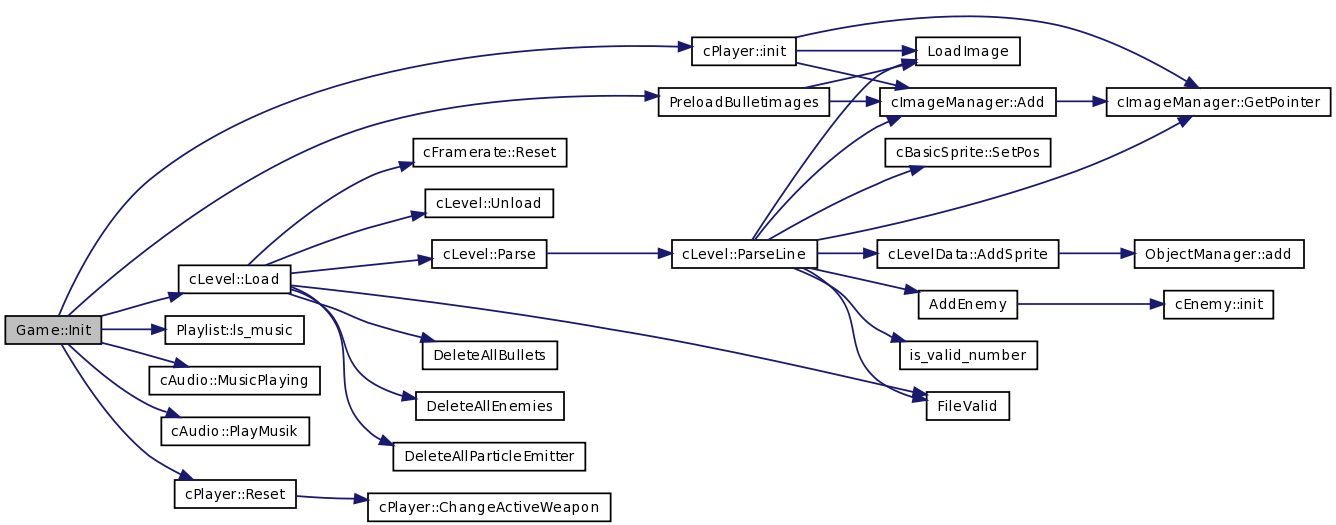 cPlayer::init
LoadImage
PreloadBulletimages
cImageManager::Add
cImageManager::GetPointer
cFramerate::Reset
cBasicSprite::SetPos
cLevel::Unload
cLevel::Parse
cLevel::ParseLine
cLevelData::AddSprite
ObjectManager::add
cLevel::Load
AddEnemy
cEnemy::init
Game::Init
Playlist::ls_music
DeleteAllBullets
is_valid_number
cAudio::MusicPlaying
DeleteAllEnemies
FileValid
cAudio::PlayMusik
DeleteAllParticleEmitter
cPlayer::Reset
cPlayer::ChangeActiveWeapon